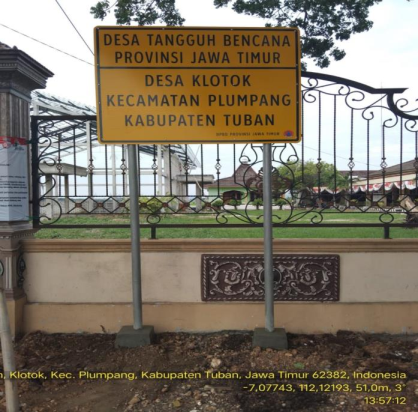 DESA TANGGUH BENCANA
PROVINSI JAWA TIMUR
DESA KLOTOK
KECAMATAN PLUMPANG
KABUPATEN TUBAN
BPBD PROVINSI JAWA TIMUR
Klotok, Kec. Plumpang, Kabupaten Tuban, Jawa Timur 62382, Indonesia
-7,07743, 112,12193, 51,0m, 3°
13:57:12